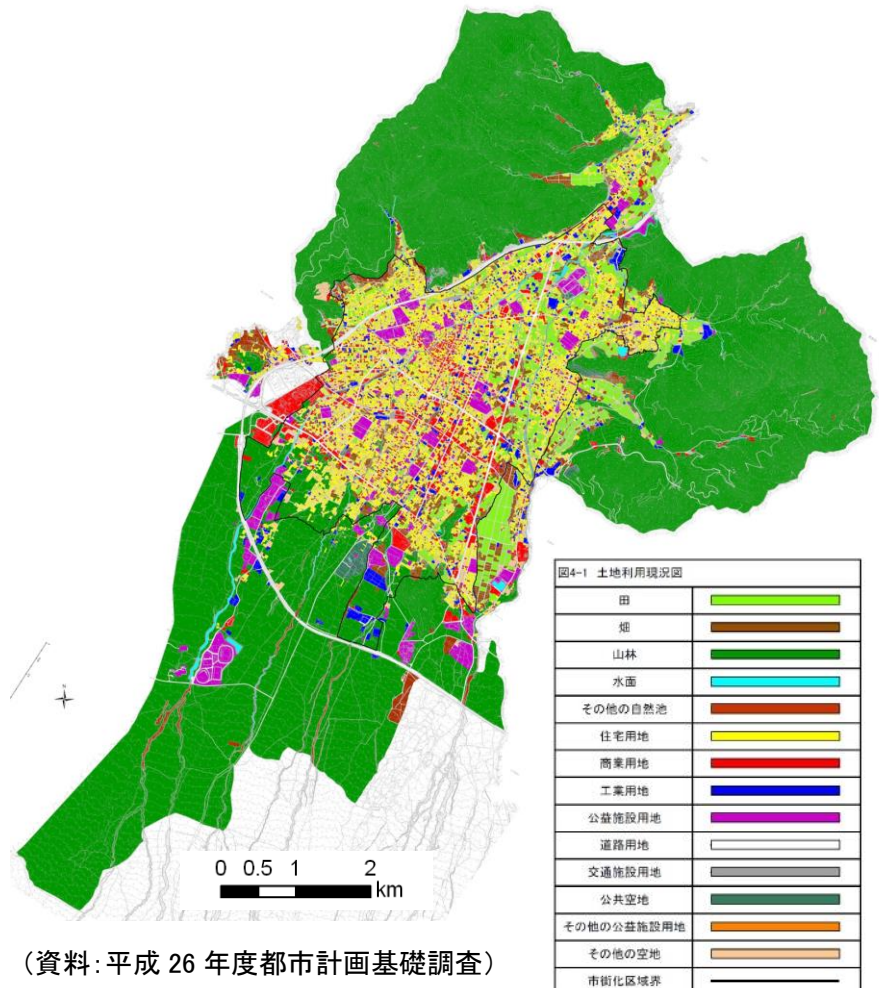 図4-1 土地利用現況図
田
畑
山林
水面
その他の自然池
住宅用地
商業用地
工業用地
公益施設用地
道路用地
交通施設用地
公共空地
その他の公益施設用地
その他の空地
市街化区域界
0 0.5 1 2
km
(資料:平成 26 年度都市計画基礎調査)